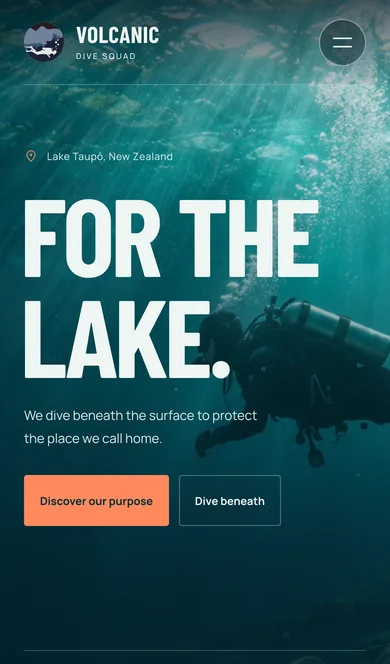 VOLCANIC
DIVE SQUAD
Lake Taupō, New Zealand
FOR THE
LAKE.
We dive beneath the surface to protect
the place we call home.
Discover our purpose
Dive beneath